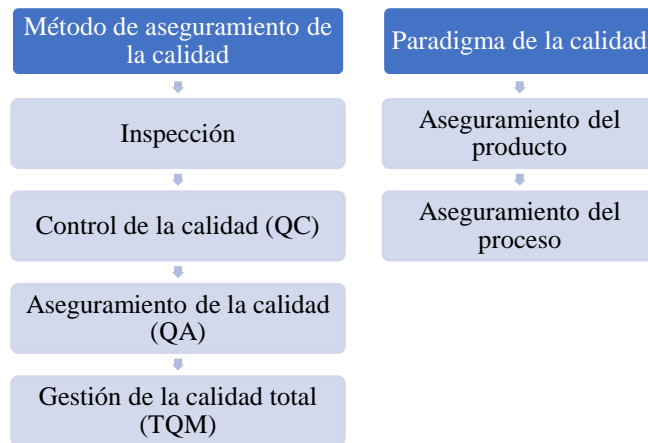 Método de aseguramiento de
la calidad
Inspección
Control de la calidad (QC)
Aseguramiento de la calidad
(QA)
Gestión de la calidad total
(TQM)
Paradigma de la calidad
Aseguramiento del
producto
Aseguramiento del
proceso